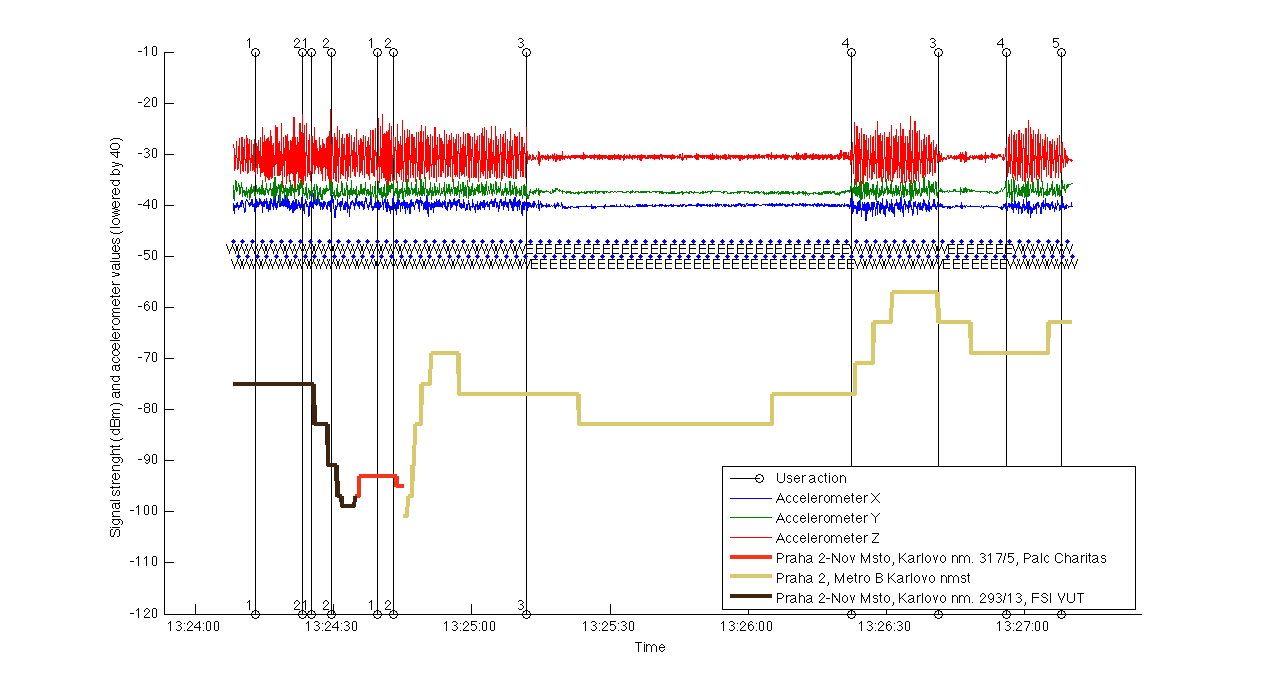 1 2 1 2 1 2 3 4 3 4 5
-10
-20
-30
-40
-50
-60
-70
-80
-90
-100
-110
-120
Signal strenght (dBm) and accelerometer values (lowered by 40)
User action
Accelerometer X
Accelerometer Y
Accelerometer Z
Praha 2-Nov Msto, Karlovo nm. 317/5, Palc Charitas
Praha 2, Metro B Karlovo nmst
Praha 2-Nov Msto, Karlovo nm. 293/13, FSI VUT
1 2 1 2 1 2 3
13:24:00 13:24:30 13:25:00 13:25:30 13:26:00 13:26:30 13:27:00
Time